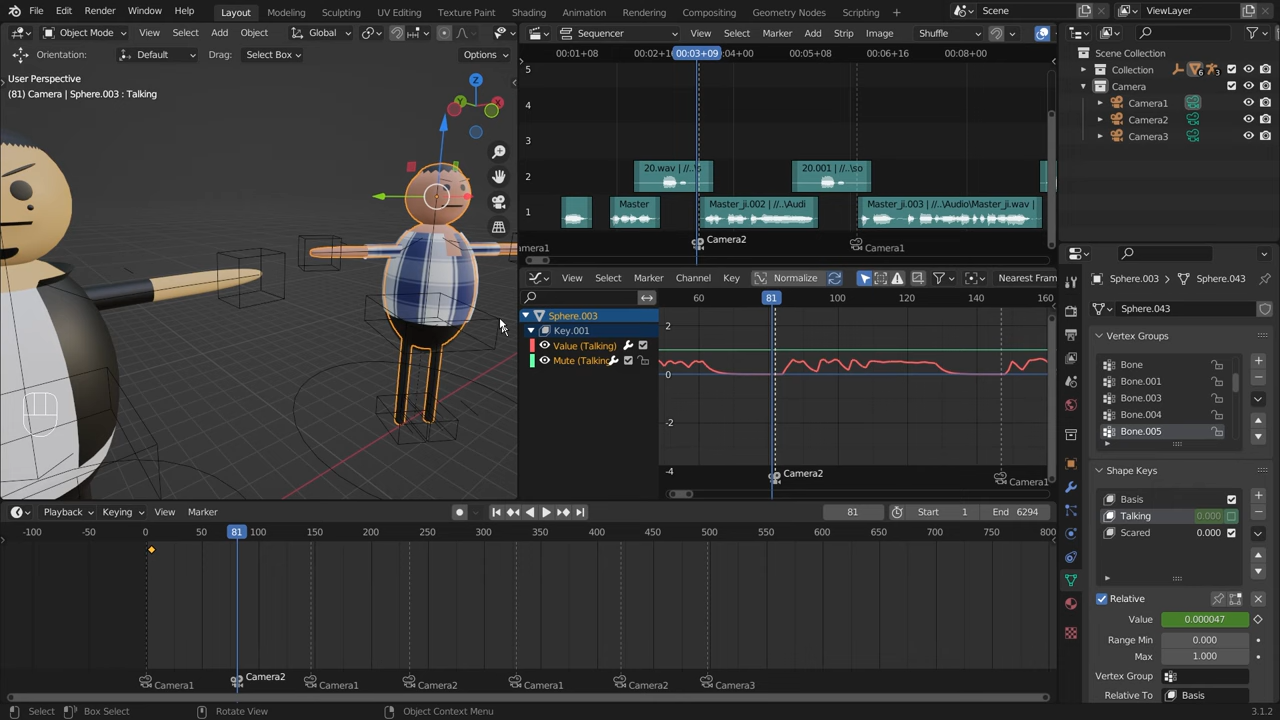 File Edit Render Window Help Layout Modeling Sculpting UV Editing Texture Paint Shading Animation Rendering Compositing Geometry Nodes Scripting Scene ViewLayer
Object Mode View Select Add Object Global
Orientation: Default Drag: Select Box Options
User Perspective
(81) Camera | Sphere.003 : Talking
Z
Sequencer View Select Marker Add Strip Image Shuffle
00:01+08 00:03+09 00:05+08 00:06+16 00:08+00
5
4
3
2
1
20.wav | //..\s 20.001 | //..\so
Master Master_ji.002 | //..\Audi Master_ji.003 | //..\Audio\Master_ji.wav |
Camera2 Camera1
View Select Marker Channel Key Normalize Nearest Fram
60 81 100 120 140 160
Sphere.003
Key.001
Value (Talking)
Mute (Talking
2
0
-2
-4
Camera2 Camera1
Scene Collection
Collection 6 3
Camera
Camera1
Camera2
Camera3
Sphere.003 Sphere.043
Sphere.043
Vertex Groups
Bone
Bone.001
Bone.003
Bone.004
Bone.005
Shape Keys
Basis
Talking 0.000
Scared 0.000
Relative
Value 0.000047
Range Min 0.000
Max 1.000
Vertex Group
Relative To Basis
Playback Keying View Marker 81 Start 1 End 6294
-100 -50 0 50 81 100 150 200 250 300 350 400 450 500 550 600 650 700 750 800
Camera1 Camera2 Camera1 Camera2 Camera1 Camera2 Camera3
Select Box Select Rotate View Object Context Menu 3.1.2